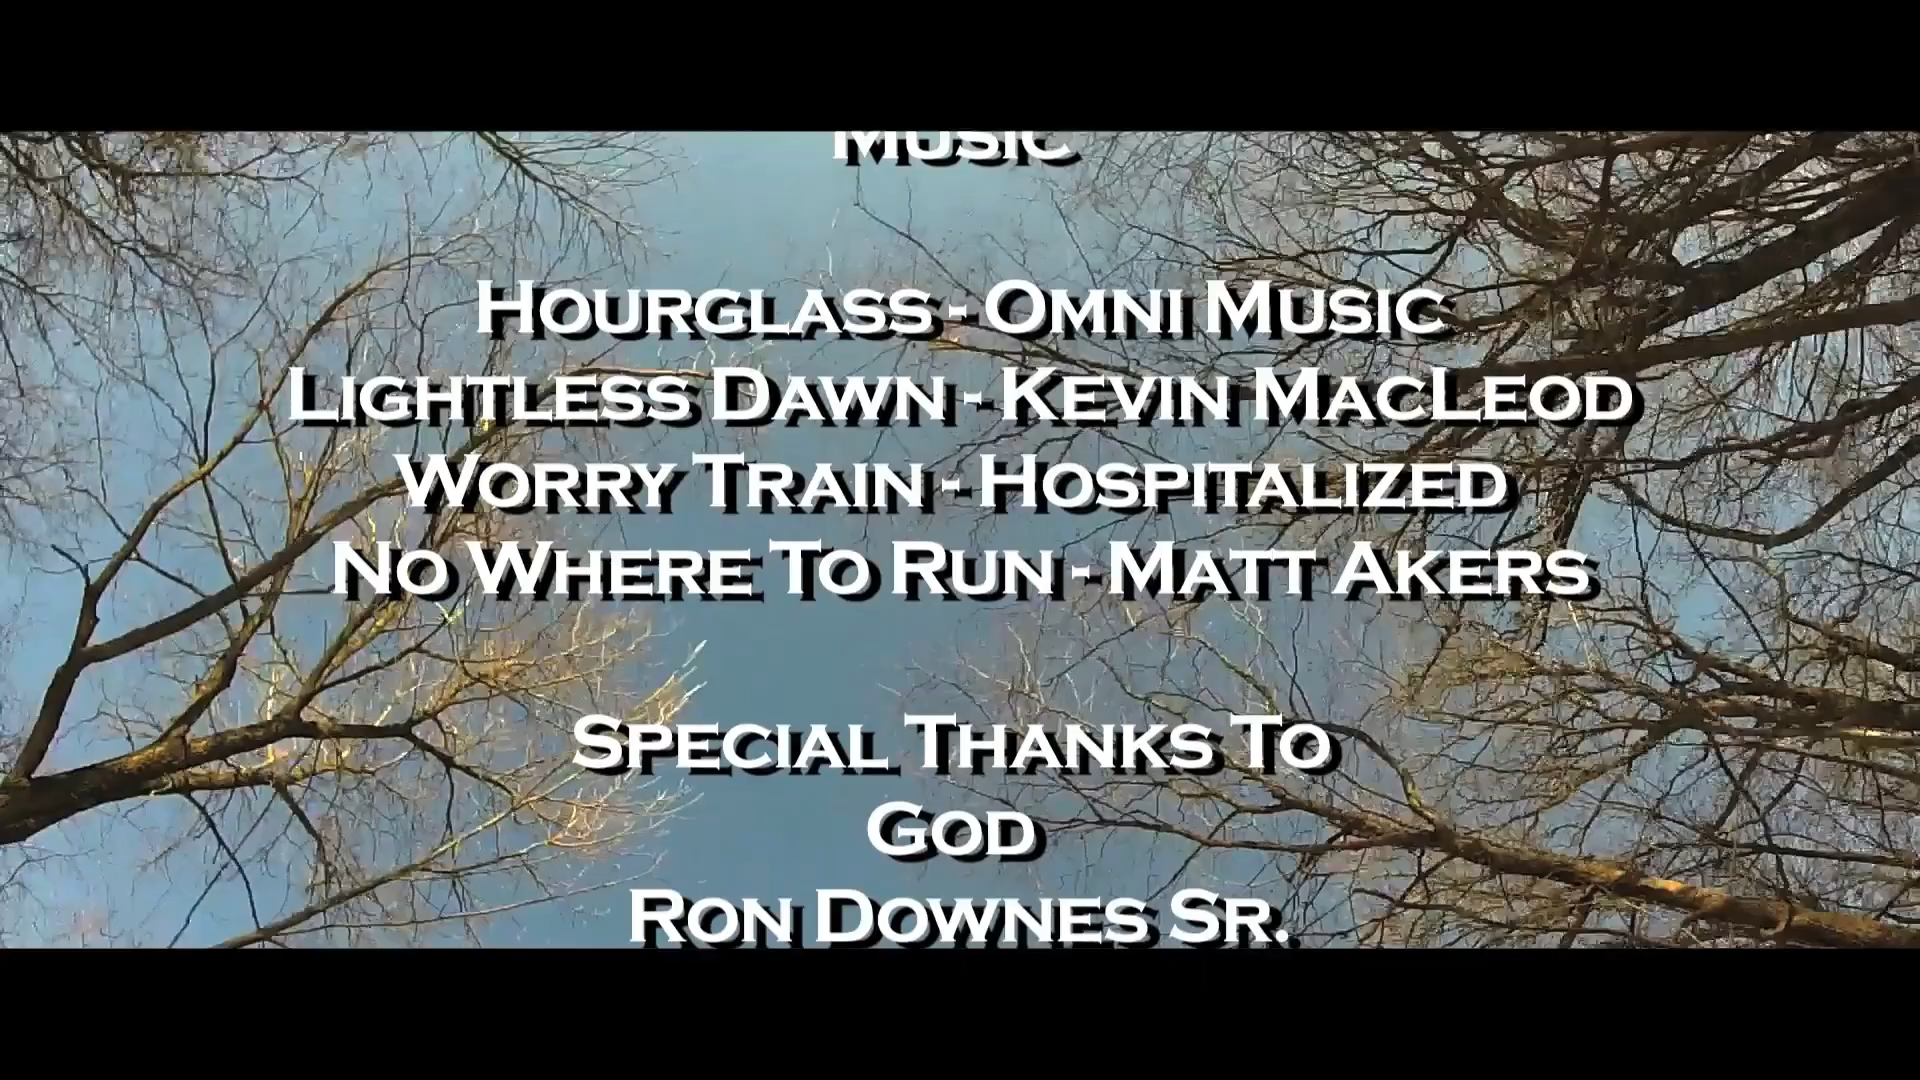 Music
Hourglass - Omni Music
Lightless Dawn - Kevin MacLeod
Worry Train - Hospitalized
No Where To Run - Matt Akers
Special Thanks To
God
Ron Downes Sr.